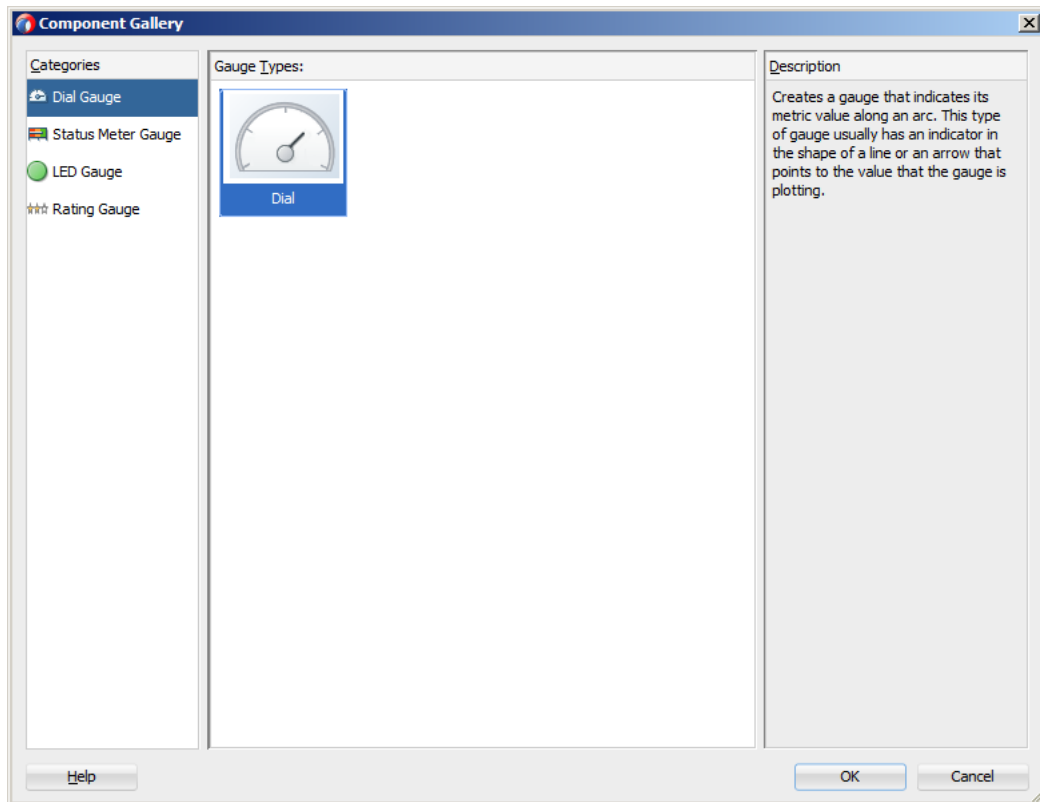 Component Gallery
Categories
Dial Gauge
Status Meter Gauge
LED Gauge
Rating Gauge
Gauge Types:
Dial
Description
Creates a gauge that indicates its
metric value along an arc. This type
of gauge usually has an indicator in
the shape of a line or an arrow that
points to the value that the gauge is
plotting.
Help
OK
Cancel